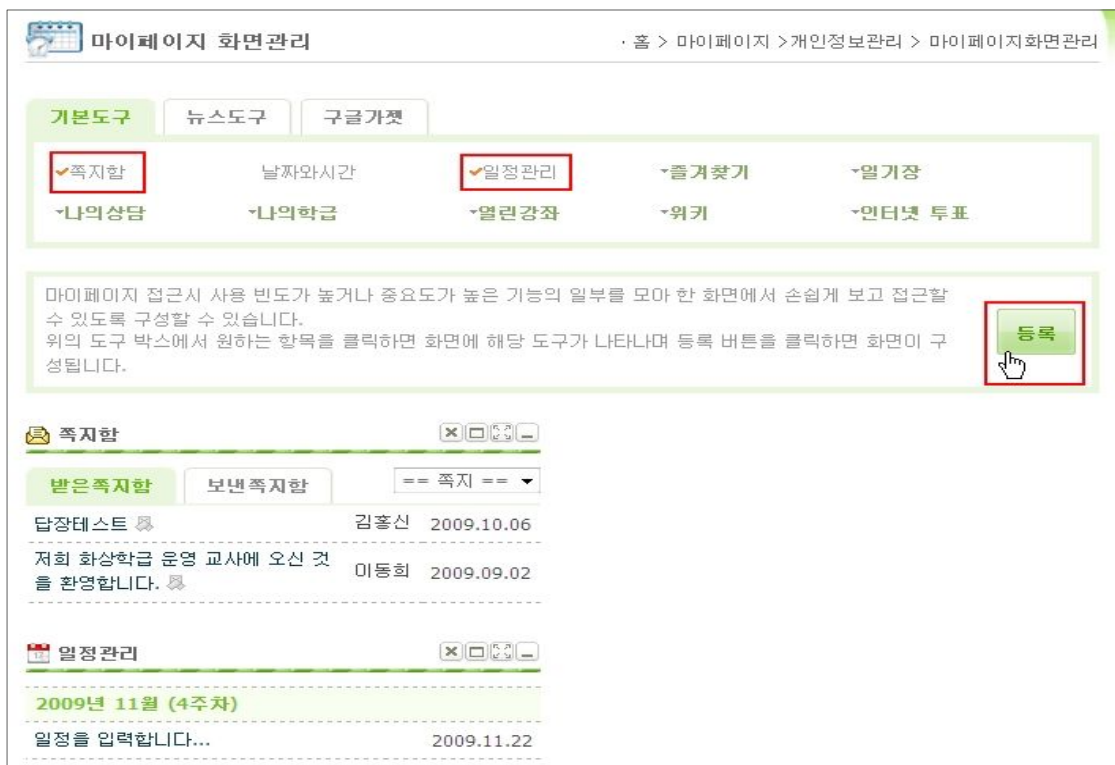 마이페이지 화면관리
· 홈 > 마이페이지 >개인정보관리 > 마이페이지화면관리
기본도구 뉴스도구 구글가젯
쪽지함 날짜와시간 일정관리 즐겨찾기 일기장
나의상담 나의학급 열린강좌 위키 인터넷 투표
마이페이지 접근시 사용 빈도가 높거나 중요도가 높은 기능의 일부를 모아 한 화면에서 손쉽게 보고 접근할
수 있도록 구성할 수 있습니다.
위의 도구 박스에서 원하는 항목을 클릭하면 화면에 해당 도구가 나타나며 등록 버튼을 클릭하면 화면이 구
성됩니다.
등록
쪽지함
받은쪽지함 보낸쪽지함 == 쪽지 ==
답장테스트 김홍신 2009.10.06
저희 화상학급 운영 교사에 오신 것
을 환영합니다. 이동희 2009.09.02
일정관리
2009년 11월 (4주차)
일정을 입력합니다... 2009.11.22